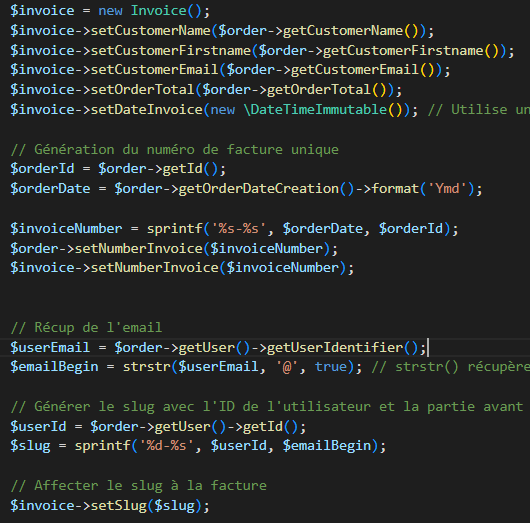 $invoice = new Invoice();
$invoice->setCustomerName($order->getCustomerName());
$invoice->setCustomerFirstname($order->getCustomerFirstname());
$invoice->setCustomerEmail($order->getCustomerEmail());
$invoice->setOrderTotal($order->getOrderTotal());
$invoice->setDateInvoice(new \DateTimeImmutable()); // Utilise un
// Génération du numéro de facture unique
$orderId = $order->getId();
$orderDate = $order->getOrderDateCreation()->format('Ymd');
$invoiceNumber = sprintf('%s-%s', $orderDate, $orderId);
$order->setNumberInvoice($invoiceNumber);
$invoice->setNumberInvoice($invoiceNumber);
// Récup de l'email
$userEmail = $order->getUser()->getUserIdentifier();
$emailBegin = strstr($userEmail, '@', true); // strstr() récupère
// Générer le slug avec l'ID de l'utilisateur et la partie avant
$userId = $order->getUser()->getId();
$slug = sprintf('%d-%s', $userId, $emailBegin);
// Affecter le slug à la facture
$invoice->setSlug($slug);